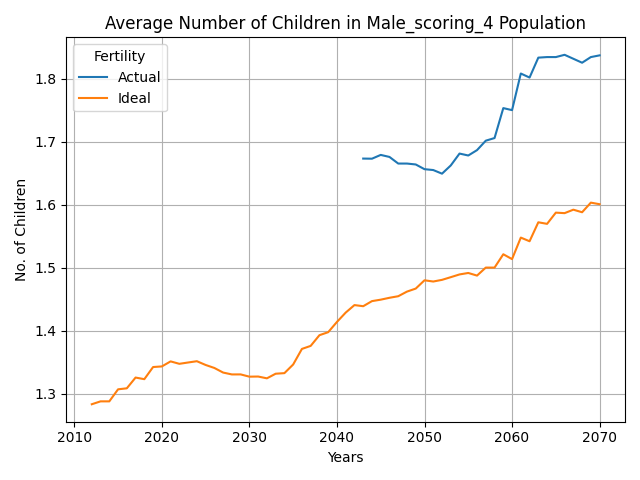 Average Number of Children in Male_scoring_4 Population
Fertility
Actual
Ideal
No. of Children
1.8
1.7
1.6
1.5
1.4
1.3
2010 2020 2030 2040 2050 2060 2070
Years